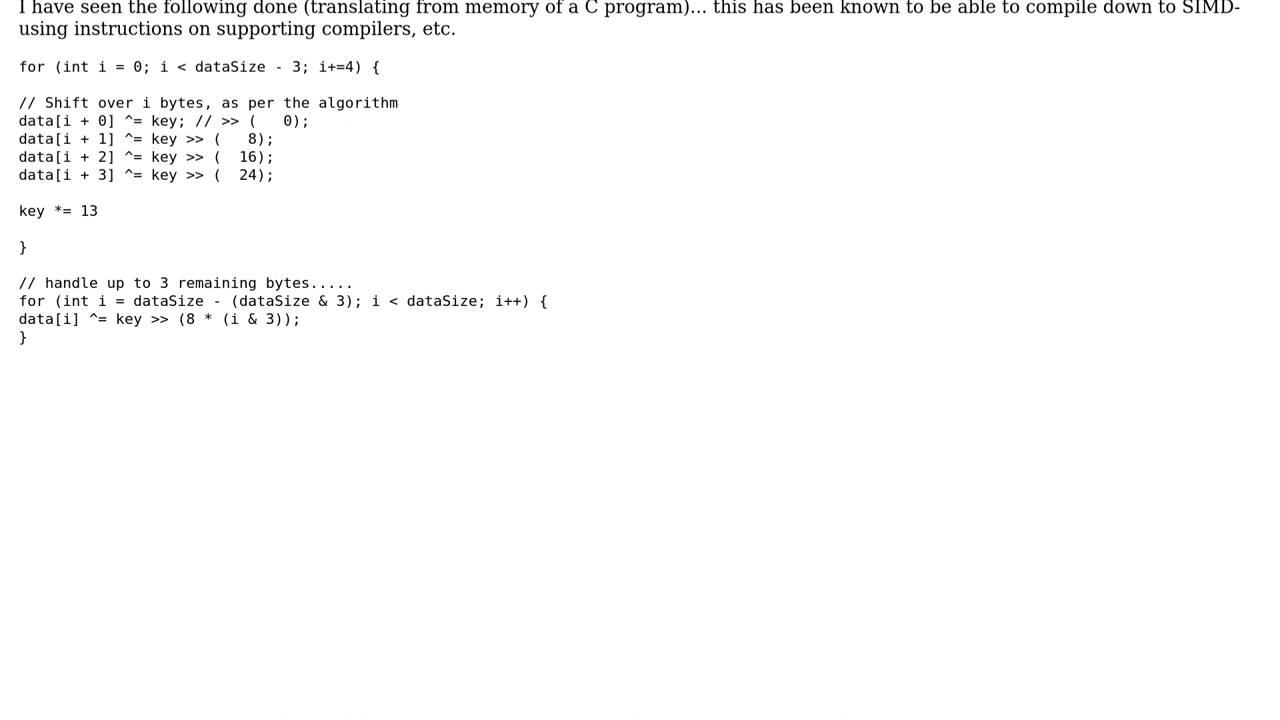 I have seen the following done (translating from memory of a C program)... this has been known to be able to compile down to SIMD-
using instructions on supporting compilers, etc.
for (int i = 0; i < dataSize - 3; i+=4) {
// Shift over i bytes, as per the algorithm
data[i + 0] ^= key; // >> (   0);
data[i + 1] ^= key >> (   8);
data[i + 2] ^= key >> (  16);
data[i + 3] ^= key >> (  24);
key *= 13
}
// handle up to 3 remaining bytes.....
for (int i = dataSize - (dataSize & 3); i < dataSize; i++) {
data[i] ^= key >> (8 * (i & 3));
}